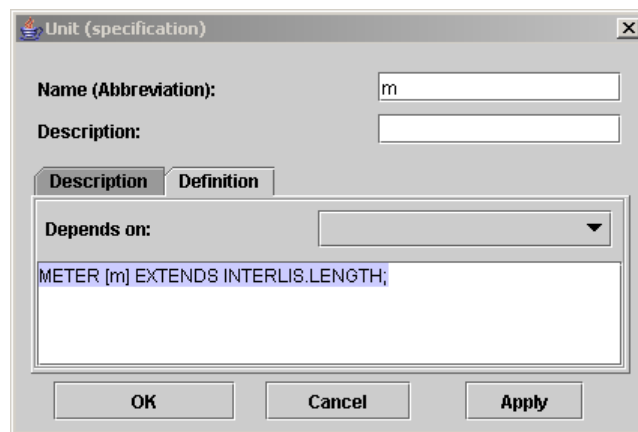 Unit (specification)
Name (Abbreviation):
m
Description:
Description
Definition
Depends on:
METER [m] EXTENDS INTERLIS.LENGTH;
OK
Cancel
Apply